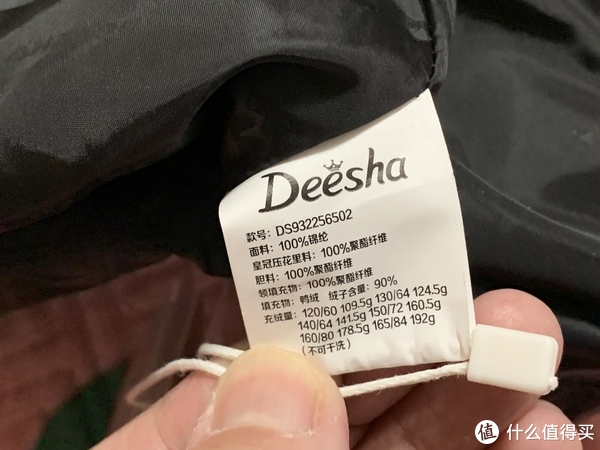 Deesha
款号：DS932256502
面料：100%锦纶
皇冠压花里料：100%聚酯纤维
胆料：100%聚酯纤维
领填充物：100%聚酯纤维
填充物：鸭绒 绒子含量：90%
充绒量：120/60 109.5g 130/64 124.5g
140/64 141.5g 150/72 160.5g
160/80 178.5g 165/84 192g
（不可干洗）
值 什么值得买